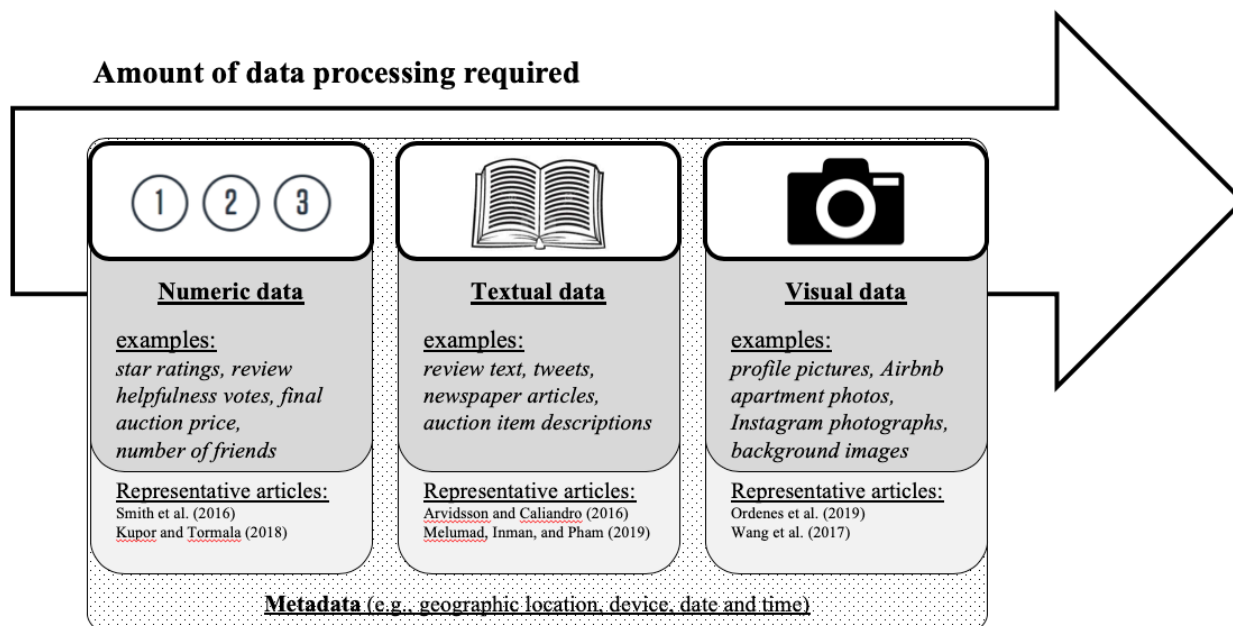 Amount of data processing required
1 2 3
Numeric data
examples:
star ratings, review
helpfulness votes, final
auction price,
number of friends
Representative articles:
Smith et al. (2016)
Kupor and Tormala (2018)
Textual data
examples:
review text, tweets,
newspaper articles,
auction item descriptions
Representative articles:
Arvidsson and Caliandro (2016)
Melumad, Inman, and Pham (2019)
Visual data
examples:
profile pictures, Airbnb
apartment photos,
Instagram photographs,
background images
Representative articles:
Ordenes et al. (2019)
Wang et al. (2017)
Metadata (e.g., geographic location, device, date and time)